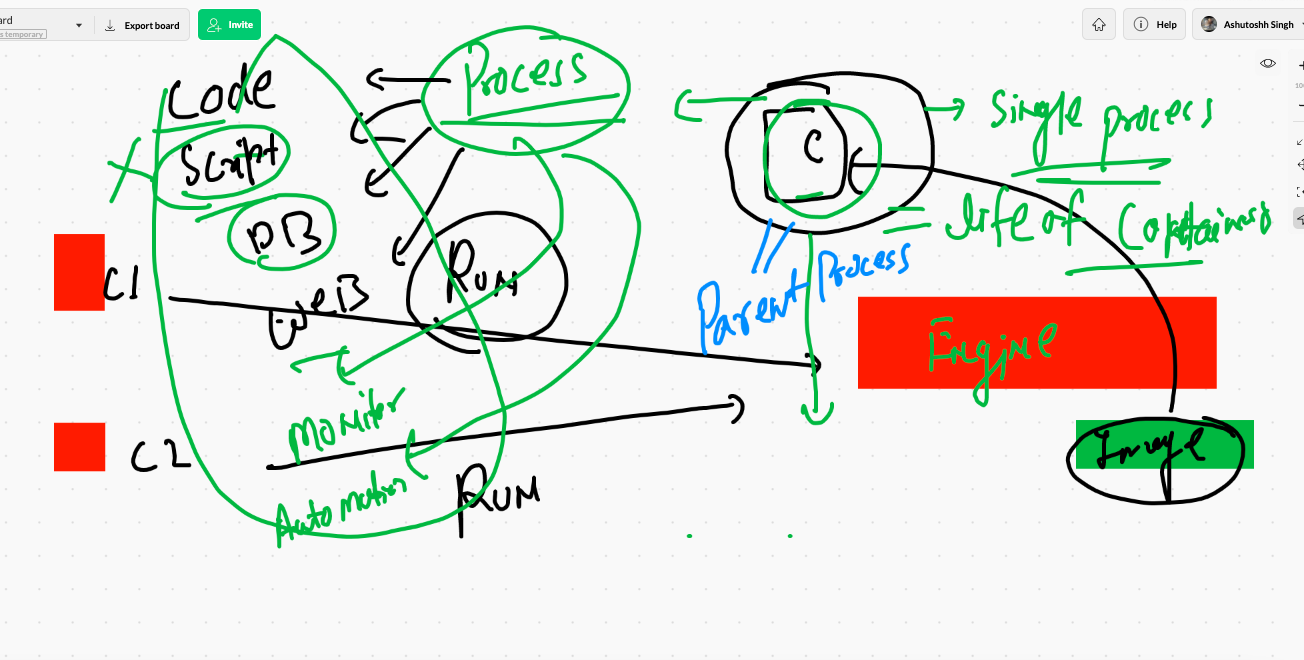 ard
s temporary
Export board
Invite
Help
Ashutoshh Singh
Code
Process
Script
DB
WeB
Run
C1
C2
Moniter
Automation
Run
C
Single process
life of Containers
Parent Process
Engine
Image